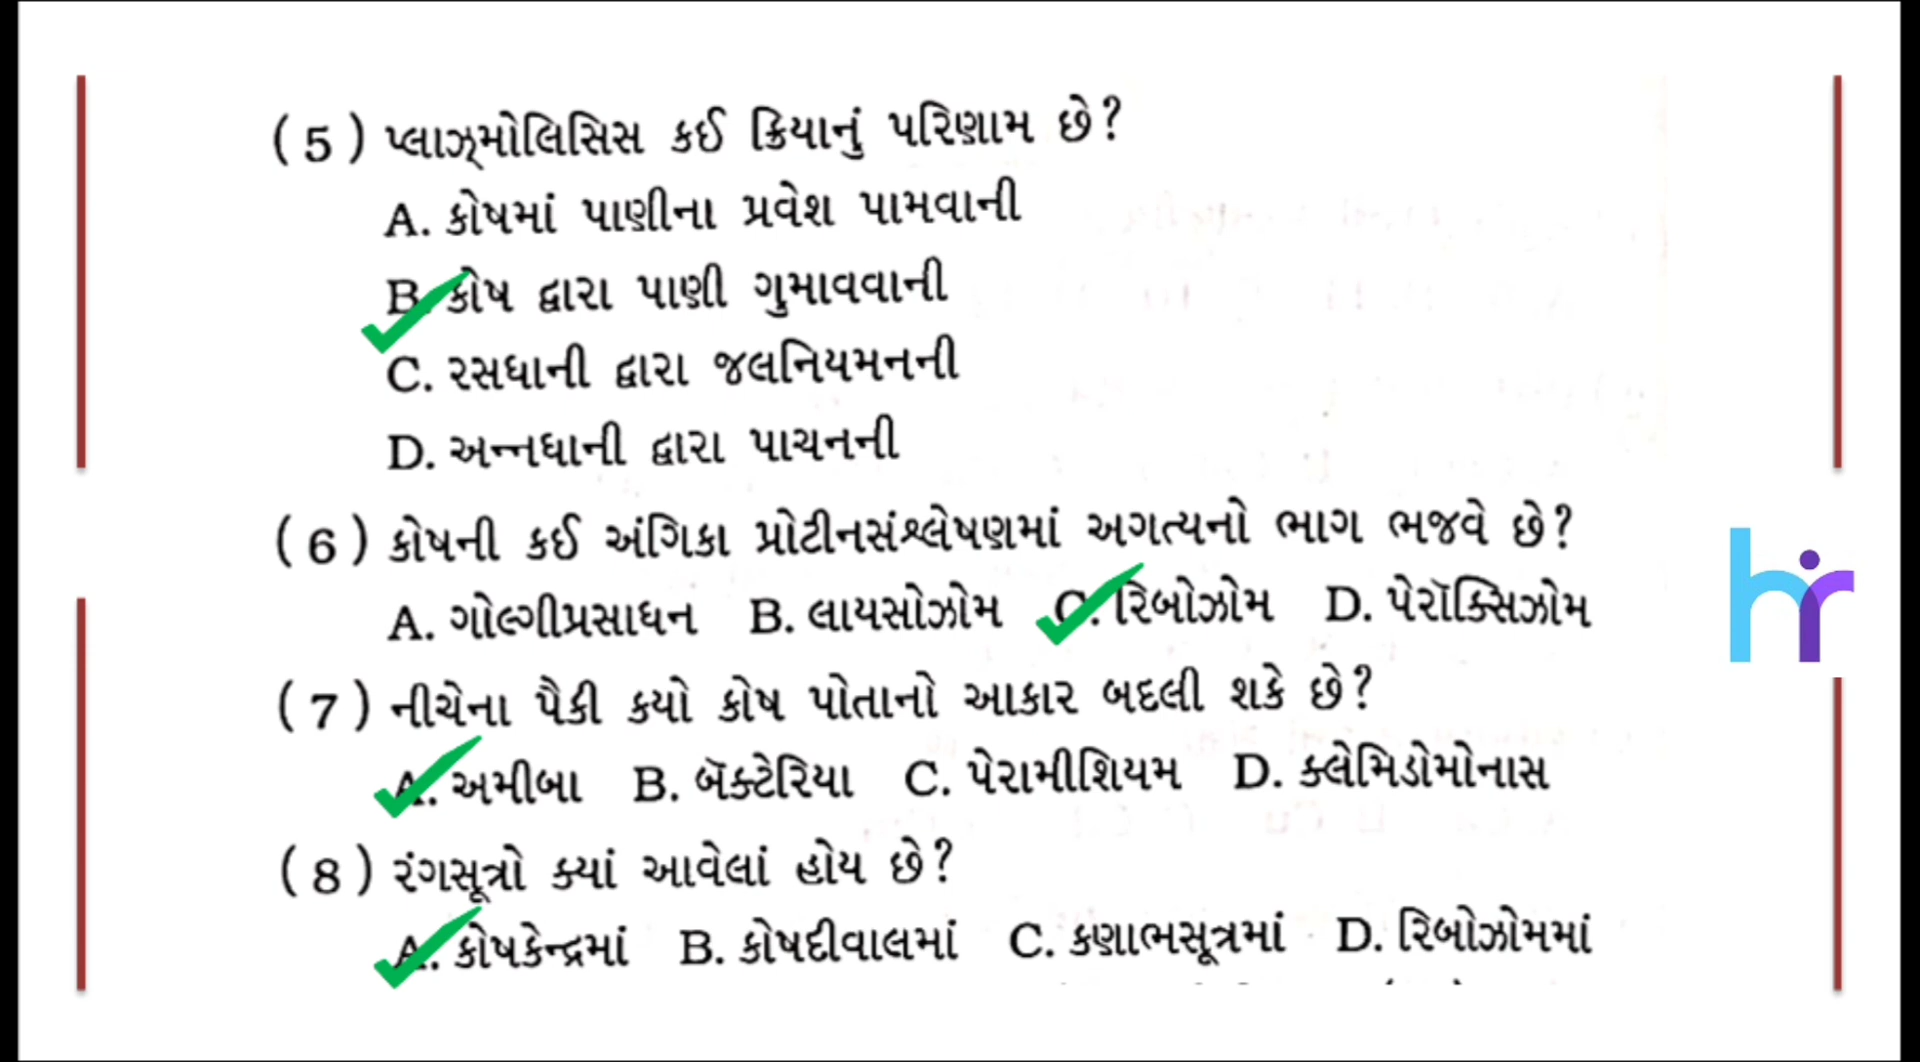 (5) પ્લાઝ્મોલિસિસ કઈ ક્રિયાનું પરિણામ છે?
A. કોષમાં પાણીના પ્રવેશ પામવાની
B. કોષ દ્વારા પાણી ગુમાવવાની
C. રસધાની દ્વારા જલનિયમનની
D. અન્નધાની દ્વારા પાચનની
(6) કોષની કઈ અંગિકા પ્રોટીનસંશ્લેષણમાં અગત્યનો ભાગ ભજવે છે?
A. ગોલ્ગીપ્રસાધન B. લાયસોઝોમ C. રિબોઝોમ D. પેરૉક્સિઝોમ
(7) નીચેના પૈકી કયો કોષ પોતાનો આકાર બદલી શકે છે?
A. અમીબા B. બૅક્ટેરિયા C. પેરામીશિયમ D. ક્લેમિડોમોનાસ
(8) રંગસૂત્રો ક્યાં આવેલાં હોય છે?
A. કોષકેન્દ્રમાં B. કોષદીવાલમાં C. કણાભસૂત્રમાં D. રિબોઝોમમાં
hr